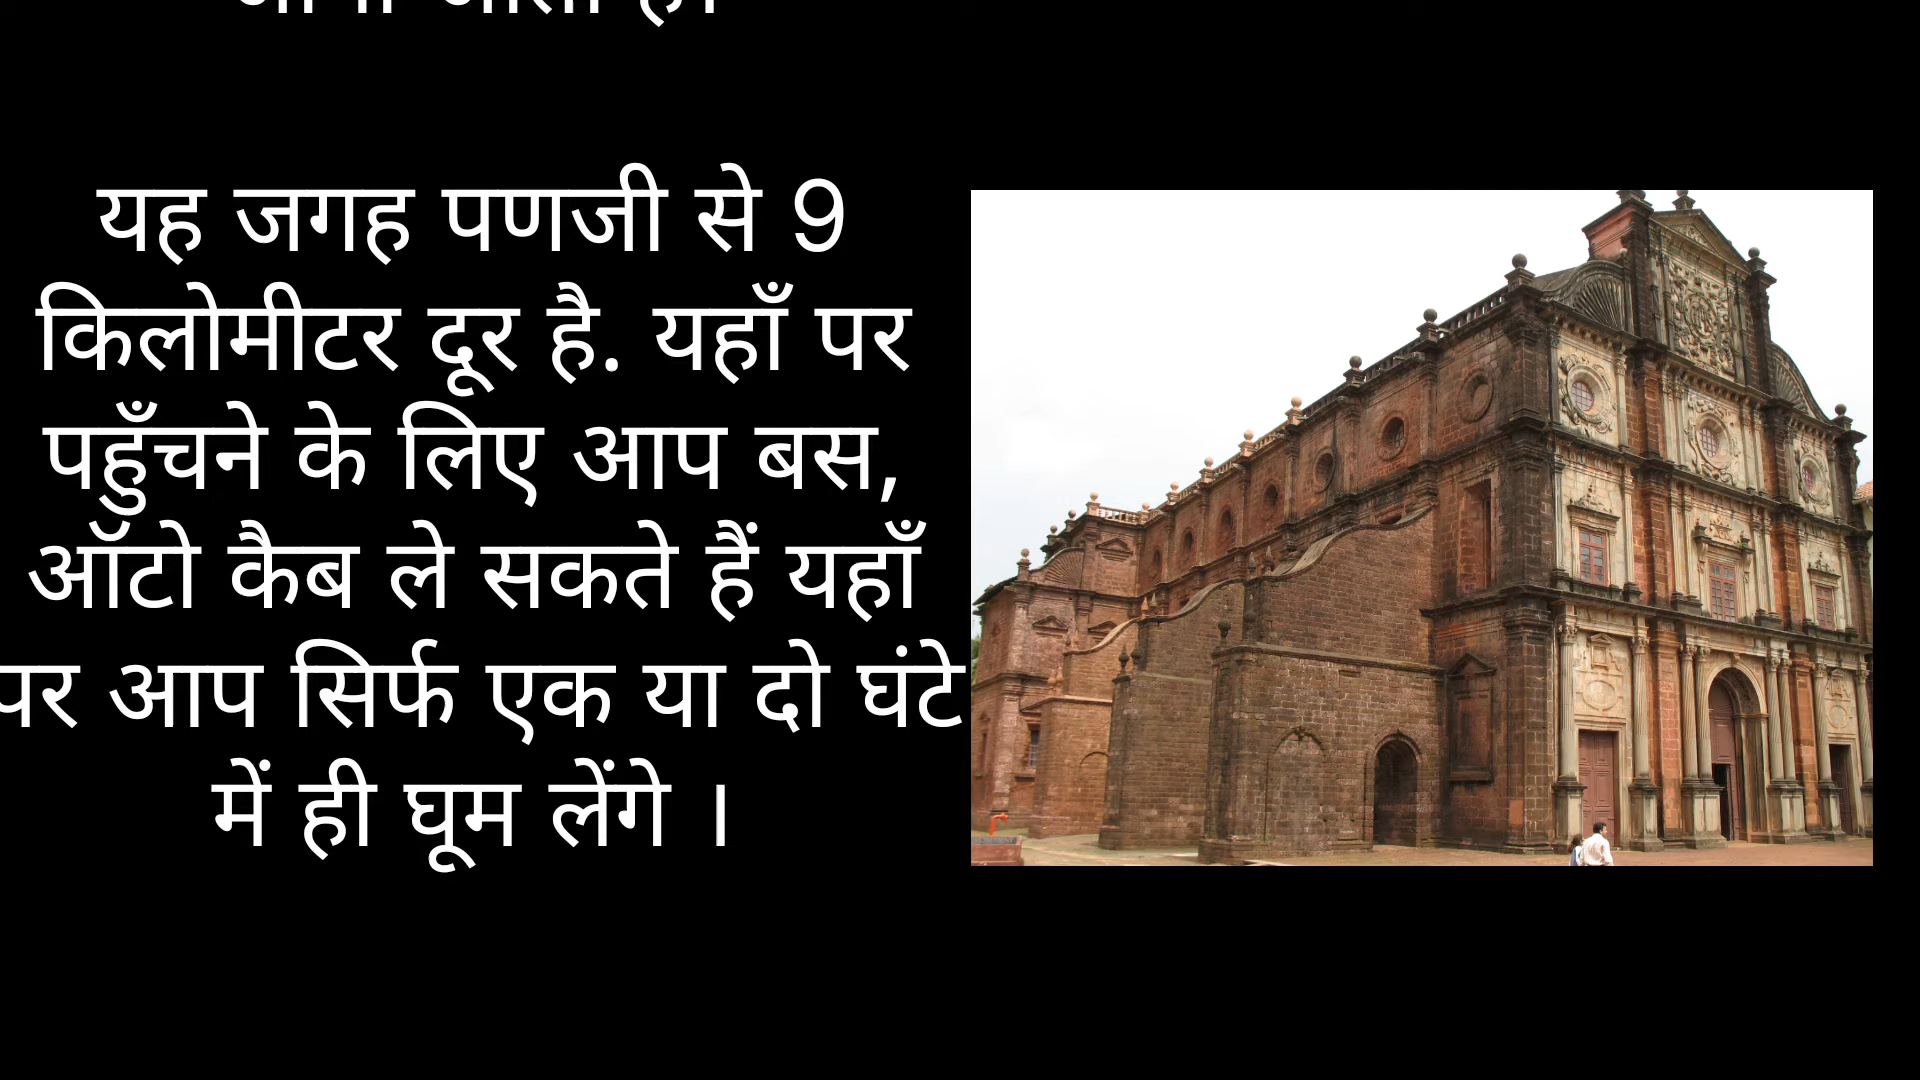 यह जगह पणजी से 9
किलोमीटर दूर है. यहाँ पर
पहुँचने के लिए आप बस,
ऑटो कैब ले सकते हैं यहाँ
पर आप सिर्फ एक या दो घंटे
में ही घूम लेंगे ।